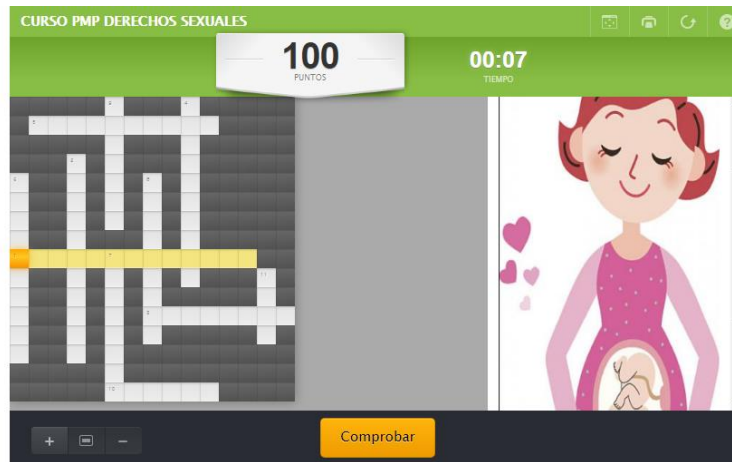 CURSO PMP DERECHOS SEXUALES
100
PUNTOS
00:07
TIEMPO
Comprobar